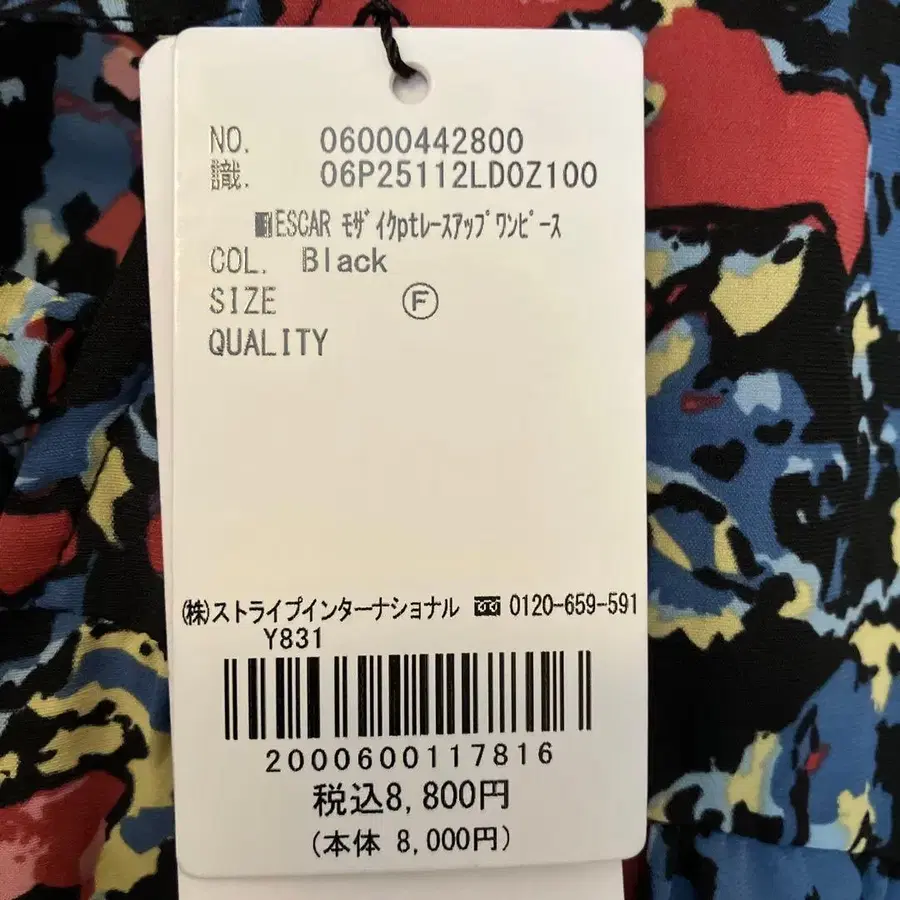 NO. 06000442800
識. 06P25112LD0Z100
ESCAR ﾓｻﾞｲｸptﾚｰｽｱｯﾌﾟﾜﾝﾋﾟｰｽ
COL. Black
SIZE Ⓕ
QUALITY
㈱ストライプインターナショナル 0120-659-591
Y831
2000600117816
税込8,800円
(本体 8,000円)